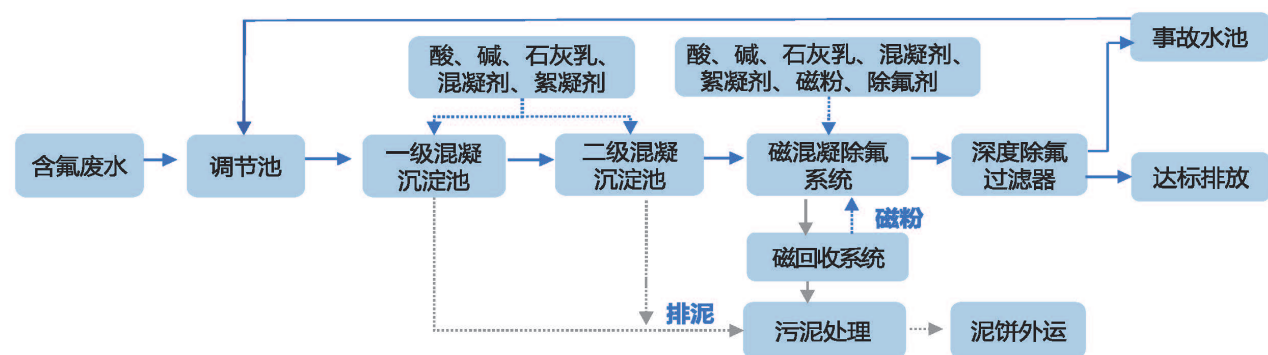 事故水池
酸、碱、石灰乳、
混凝剂、絮凝剂
酸、碱、石灰乳、混凝剂、
絮凝剂、磁粉、除氟剂
含氟废水
调节池
一级混凝
沉淀池
二级混凝
沉淀池
磁混凝除氟
系统
深度除氟
过滤器
达标排放
磁粉
磁回收系统
排泥
污泥处理
泥饼外运